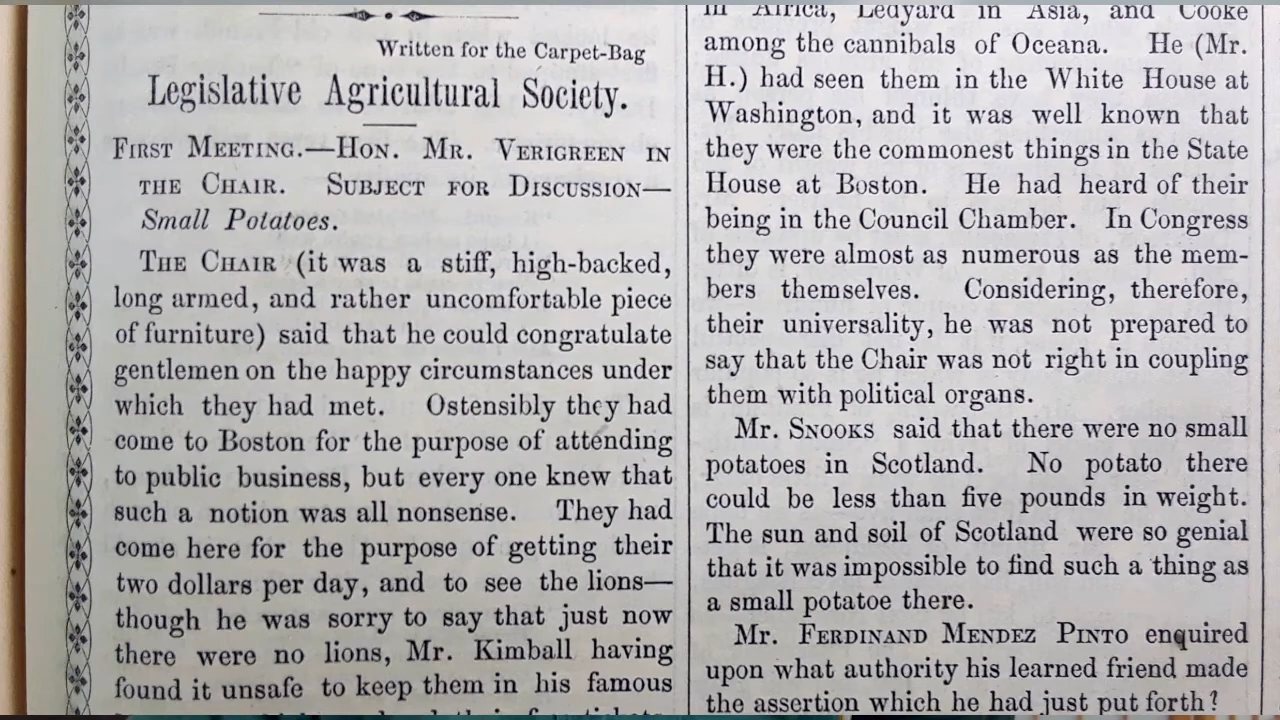 Written for the Carpet-Bag
Legislative Agricultural Society.
First Meeting.—Hon. Mr. Verigreen in
the Chair. Subject for Discussion—
Small Potatoes.
The Chair (it was a stiff, high-backed,
long armed, and rather uncomfortable piece
of furniture) said that he could congratulate
gentlemen on the happy circumstances under
which they had met. Ostensibly they had
come to Boston for the purpose of attending
to public business, but every one knew that
such a notion was all nonsense. They had
come here for the purpose of getting their
two dollars per day, and to see the lions—
though he was sorry to say that just now
there were no lions, Mr. Kimball having
found it unsafe to keep them in his famous
in Africa, Ledyard in Asia, and Cooke
among the cannibals of Oceana. He (Mr.
H.) had seen them in the White House at
Washington, and it was well known that
they were the commonest things in the State
House at Boston. He had heard of their
being in the Council Chamber. In Congress
they were almost as numerous as the mem-
bers themselves. Considering, therefore,
their universality, he was not prepared to
say that the Chair was not right in coupling
them with political organs.
Mr. Snooks said that there were no small
potatoes in Scotland. No potato there
could be less than five pounds in weight.
The sun and soil of Scotland were so genial
that it was impossible to find such a thing as
a small potatoe there.
Mr. Ferdinand Mendez Pinto enquired
upon what authority his learned friend made
the assertion which he had just put forth?